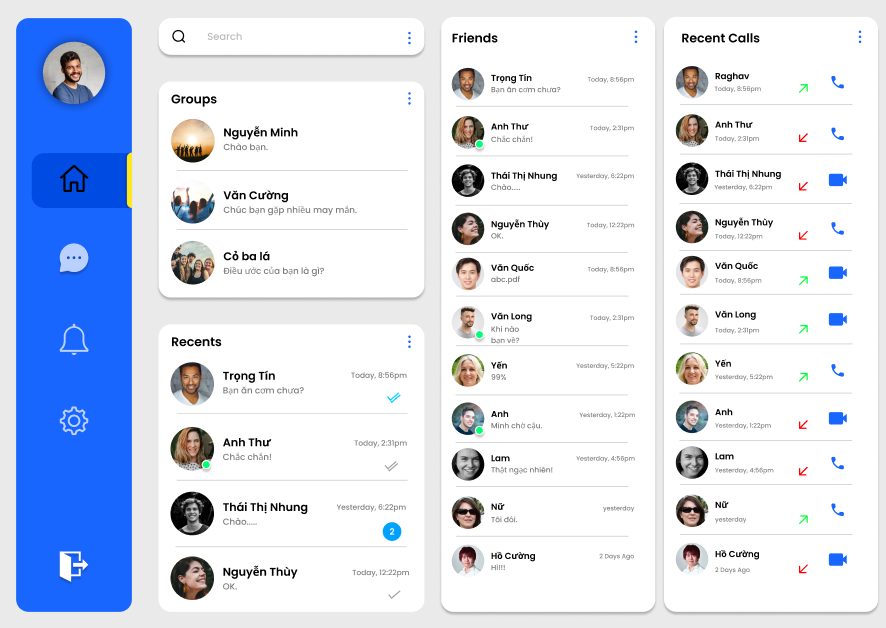 Search
Groups
Nguyễn Minh
Chào bạn.
Văn Cường
Chúc bạn gặp nhiều may mắn.
Cỏ ba lá
Điều ước của bạn là gì?
Recents
Trọng Tín
Today, 8:56pm
Bạn ăn cơm chưa?
Anh Thư
Today, 2:31pm
Chắc chắn!
Thái Thị Nhung
Yesterday, 6:22pm
Chào.....
2
Nguyễn Thùy
Today, 12:22pm
OK.
Friends
Trọng Tín
Today, 8:56pm
Bạn ăn cơm chưa?
Anh Thư
Today, 2:31pm
Chắc chắn!
Thái Thị Nhung
Yesterday, 6:22pm
Chào.....
Nguyễn Thùy
Today, 12:22pm
OK.
Văn Quốc
Today, 8:56pm
abc.pdf
Văn Long
Today, 2:31pm
Khi nào
bạn về?
Yến
Yesterday, 5:22pm
99%
Anh
Yesterday, 1:22pm
Mình chờ cậu.
Lam
Yesterday, 4:56pm
Thật ngạc nhiên!
Nữ
yesterday
Tôi đói.
Hồ Cường
2 Days Ago
Hi!!!
Recent Calls
Raghav
Today, 8:56pm
Anh Thư
Today, 2:31pm
Thái Thị Nhung
Yesterday, 6:22pm
Nguyễn Thùy
Today, 12:22pm
Văn Quốc
Today, 8:56pm
Văn Long
Today, 2:31pm
Yến
Yesterday, 5:22pm
Anh
Yesterday, 1:22pm
Lam
Yesterday, 4:56pm
Nữ
yesterday
Hồ Cường
2 Days Ago